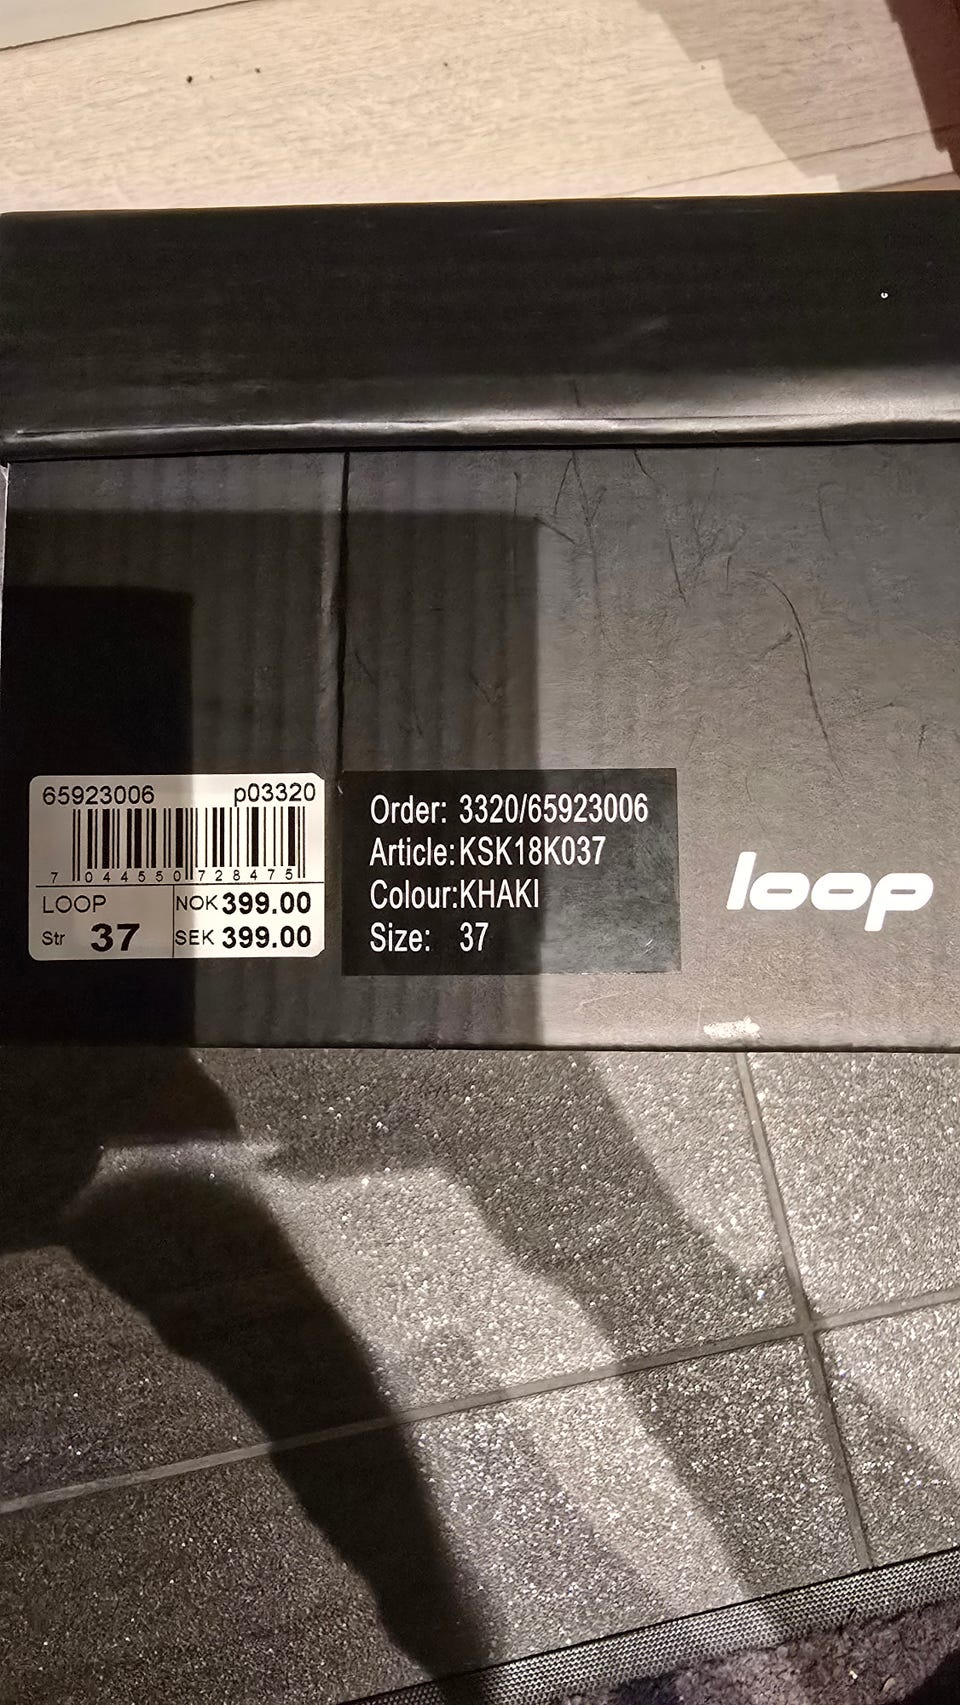 65923006 p03320
7 044550 728475
LOOP
Str 37
NOK 399.00
SEK 399.00
Order: 3320/65923006
Article: KSK18K037
Colour: KHAKI
Size: 37
loop